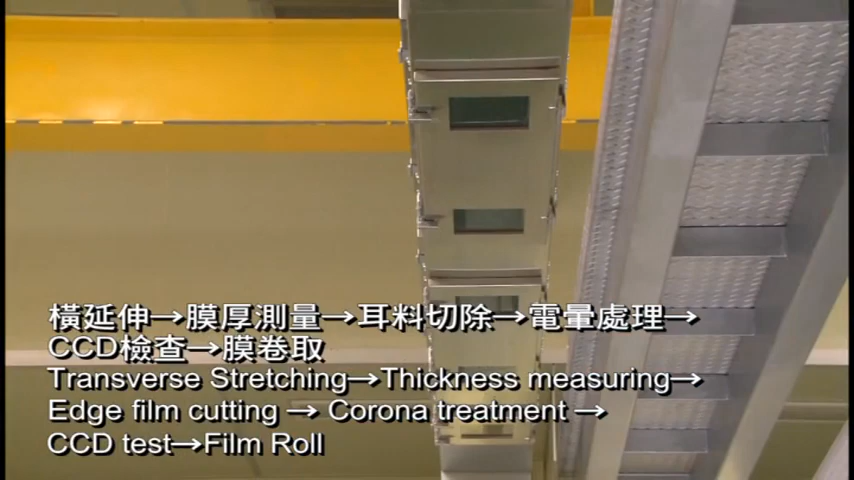 橫延伸→膜厚測量→耳料切除→電暈處理→
CCD檢查→膜卷取
Transverse Stretching→Thickness measuring→
Edge film cutting → Corona treatment →
CCD test→Film Roll